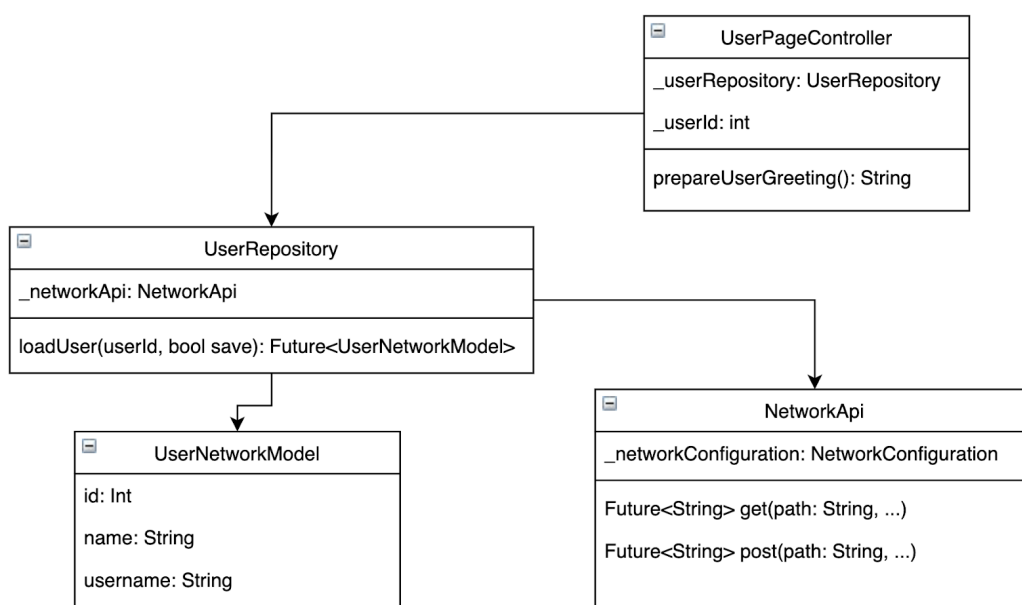 UserPageController
_userRepository: UserRepository
_userId: int
prepareUserGreeting(): String
UserRepository
_networkApi: NetworkApi
loadUser(userId, bool save): Future<UserNetworkModel>
UserNetworkModel
id: Int
name: String
username: String
NetworkApi
_networkConfiguration: NetworkConfiguration
Future<String> get(path: String, ...)
Future<String> post(path: String, ...)